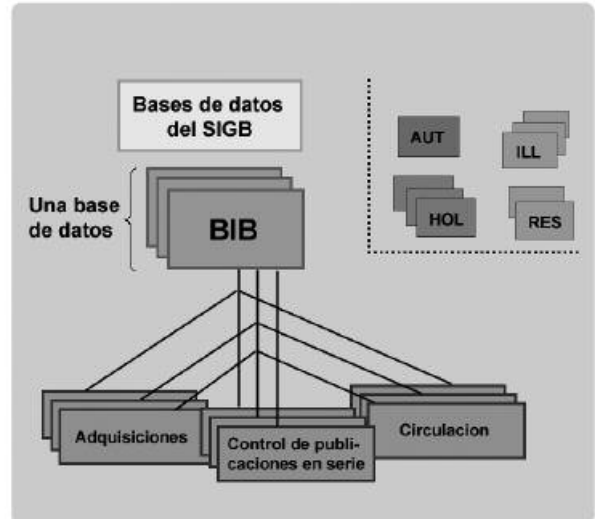 Bases de datos
del SIGB
AUT
ILL
HOL
RES
Una base
de datos
BIB
Adquisiciones
Control de publi-
caciones en serie
Circulacion